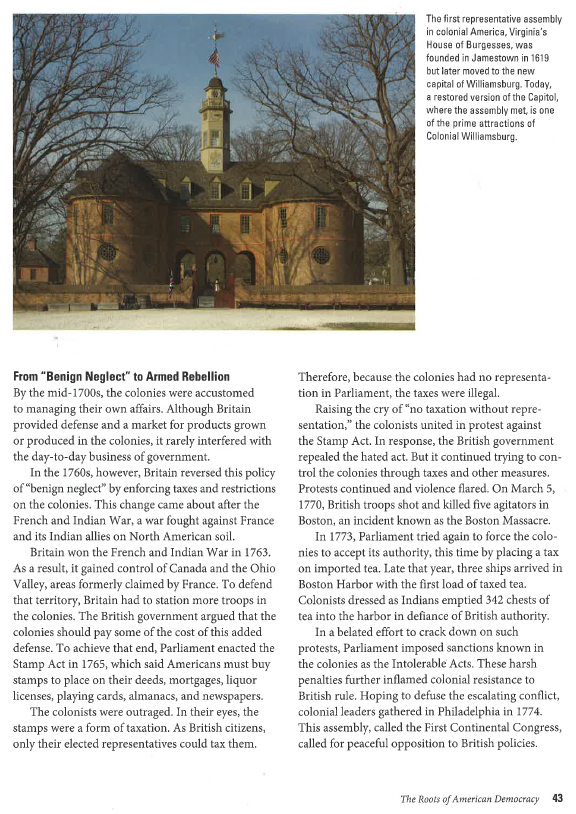 The first representative assembly
in colonial America, Virginia's
House of Burgesses, was
founded in Jamestown in 1619
but later moved to the new
capital of Williamsburg. Today,
a restored version of the Capitol,
where the assembly met, is one
of the prime attractions of
Colonial Williamsburg.
From "Benign Neglect" to Armed Rebellion
By the mid-1700s, the colonies were accustomed
to managing their own affairs. Although Britain
provided defense and a market for products grown
or produced in the colonies, it rarely interfered with
the day-to-day business of government.
In the 1760s, however, Britain reversed this policy
of "benign neglect" by enforcing taxes and restrictions
on the colonies. This change came about after the
French and Indian War, a war fought against France
and its Indian allies on North American soil.
Britain won the French and Indian War in 1763.
As a result, it gained control of Canada and the Ohio
Valley, areas formerly claimed by France. To defend
that territory, Britain had to station more troops in
the colonies. The British government argued that the
colonies should pay some of the cost of this added
defense. To achieve that end, Parliament enacted the
Stamp Act in 1765, which said Americans must buy
stamps to place on their deeds, mortgages, liquor
licenses, playing cards, almanacs, and newspapers.
The colonists were outraged. In their eyes, the
stamps were a form of taxation. As British citizens,
only their elected representatives could tax them.
Therefore, because the colonies had no representa-
tion in Parliament, the taxes were illegal.
Raising the cry of "no taxation without repre-
sentation," the colonists united in protest against
the Stamp Act. In response, the British government
repealed the hated act. But it continued trying to con-
trol the colonies through taxes and other measures.
Protests continued and violence flared. On March 5,
1770, British troops shot and killed five agitators in
Boston, an incident known as the Boston Massacre.
In 1773, Parliament tried again to force the colo-
nies to accept its authority, this time by placing a tax
on imported tea. Late that year, three ships arrived in
Boston Harbor with the first load of taxed tea.
Colonists dressed as Indians emptied 342 chests of
tea into the harbor in defiance of British authority.
In a belated effort to crack down on such
protests, Parliament imposed sanctions known in
the colonies as the Intolerable Acts. These harsh
penalties further inflamed colonial resistance to
British rule. Hoping to defuse the escalating conflict,
colonial leaders gathered in Philadelphia in 1774.
This assembly, called the First Continental Congress,
called for peaceful opposition to British policies.
The Roots of American Democracy 43